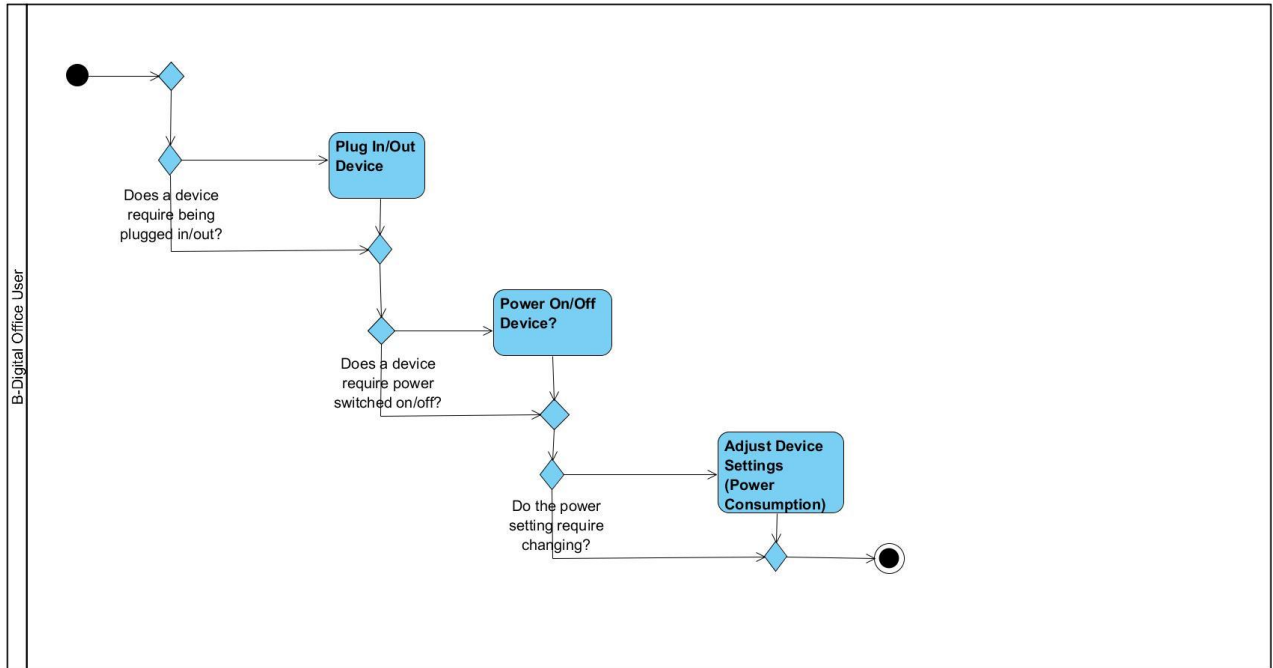 B-Digital Office User
Plug In/Out
Device
Does a device
require being
plugged in/out?
Power On/Off
Device?
Does a device
require power
switched on/off?
Adjust Device
Settings
(Power
Consumption)
Do the power
setting require
changing?